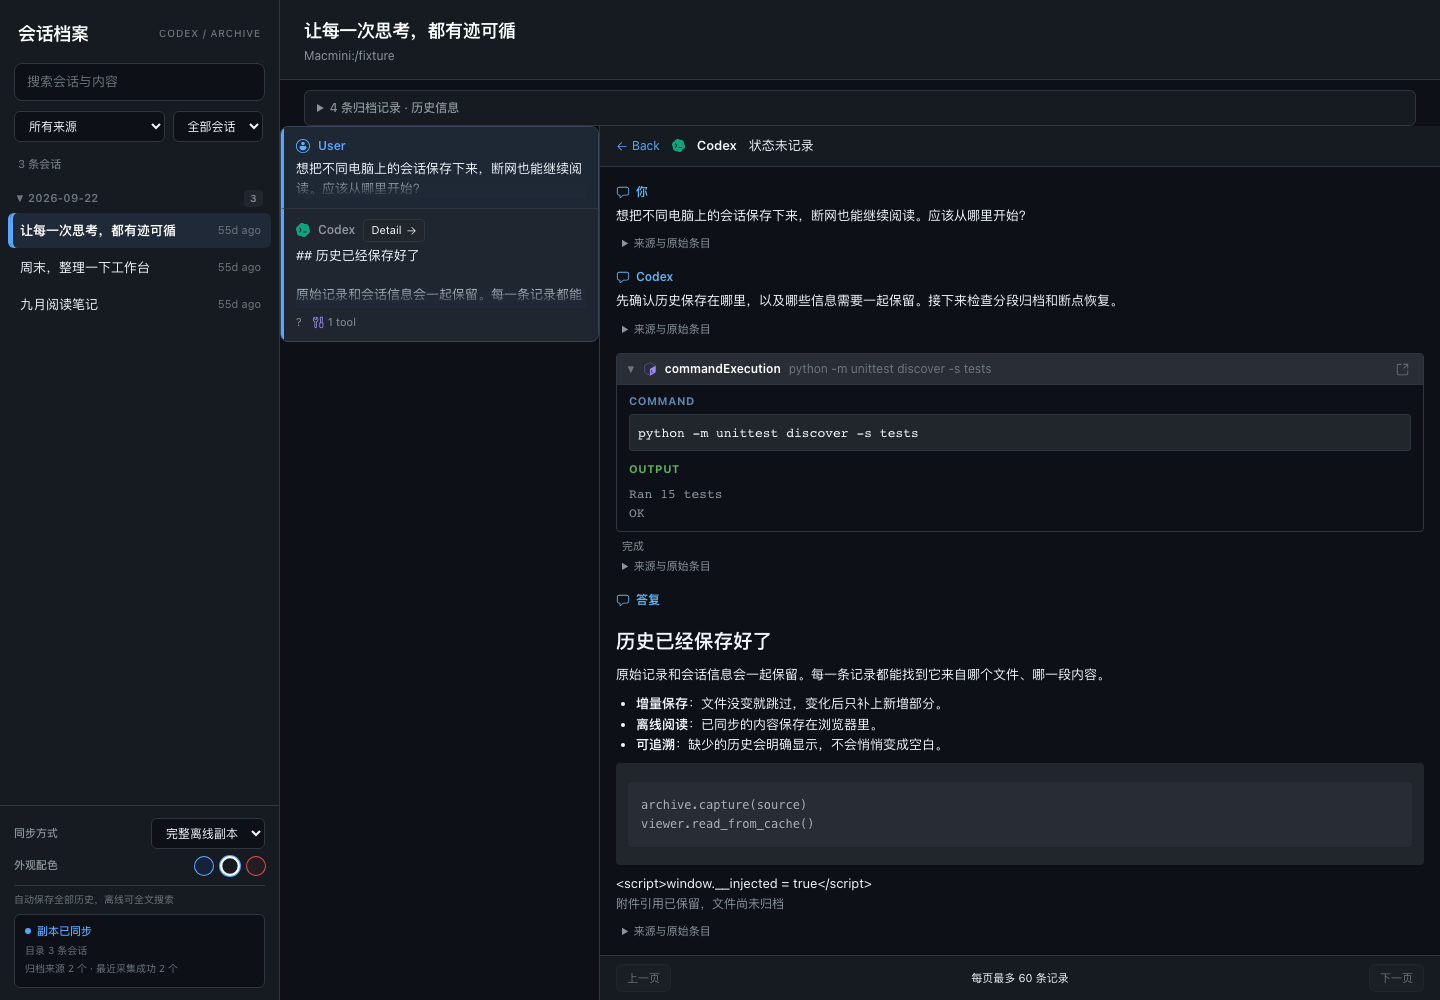 会话档案
CODEX / ARCHIVE
搜索会话与内容
所有来源
全部会话
3 条会话
▼ 2026-09-22
3
让每一次思考，都有迹可循
55d ago
周末，整理一下工作台
55d ago
九月阅读笔记
55d ago
同步方式
完整离线副本
外观配色
自动保存全部历史，离线可全文搜索
副本已同步
目录 3 条会话
归档来源 2 个 · 最近采集成功 2 个
让每一次思考，都有迹可循
Macmini:/fixture
▶ 4 条归档记录 · 历史信息
User
想把不同电脑上的会话保存下来，断网也能继续阅
读。应该从哪里开始？
Codex
Detail →
## 历史已经保存好了
原始记录和会话信息会一起保留。每一条记录都能
?
1 tool
← Back
Codex
状态未记录
你
想把不同电脑上的会话保存下来，断网也能继续阅读。应该从哪里开始？
▶ 来源与原始条目
Codex
先确认历史保存在哪里，以及哪些信息需要一起保留。接下来检查分段归档和断点恢复。
▶ 来源与原始条目
▼ commandExecution python -m unittest discover -s tests
COMMAND
python -m unittest discover -s tests
OUTPUT
Ran 15 tests
OK
完成
▶ 来源与原始条目
答复
历史已经保存好了
原始记录和会话信息会一起保留。每一条记录都能找到它来自哪个文件、哪一段内容。
• 增量保存：文件没变就跳过，变化后只补上新增部分。
• 离线阅读：已同步的内容保存在浏览器里。
• 可追溯：缺少的历史会明确显示，不会悄悄变成空白。
archive.capture(source)
viewer.read_from_cache()
<script>window.__injected = true</script>
附件引用已保留，文件尚未归档
▶ 来源与原始条目
上一页
每页最多 60 条记录
下一页